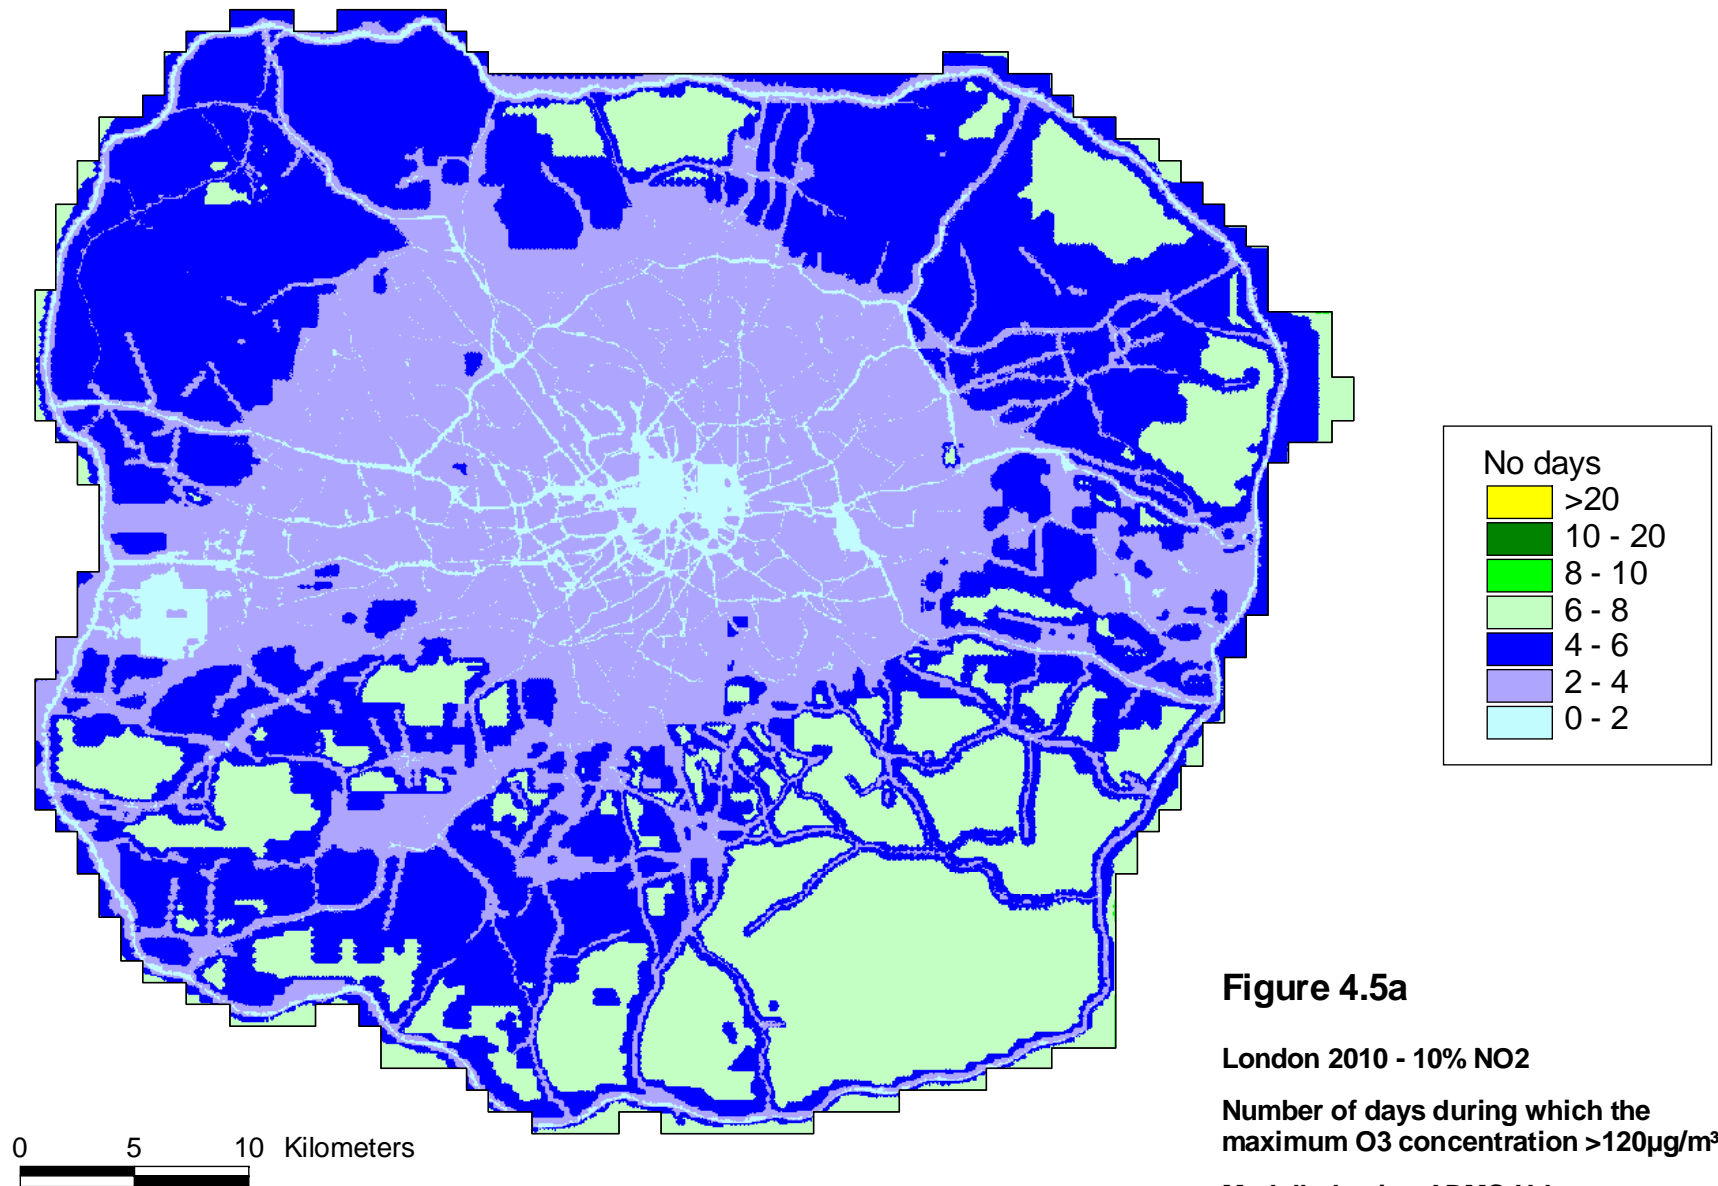 No days
>20
10 - 20
8 - 10
6 - 8
4 - 6
2 - 4
0 - 2
Figure 4.5a
London 2010 - 10% NO2
Number of days during which the
maximum O3 concentration >120µg/m³
0 5 10 Kilometers